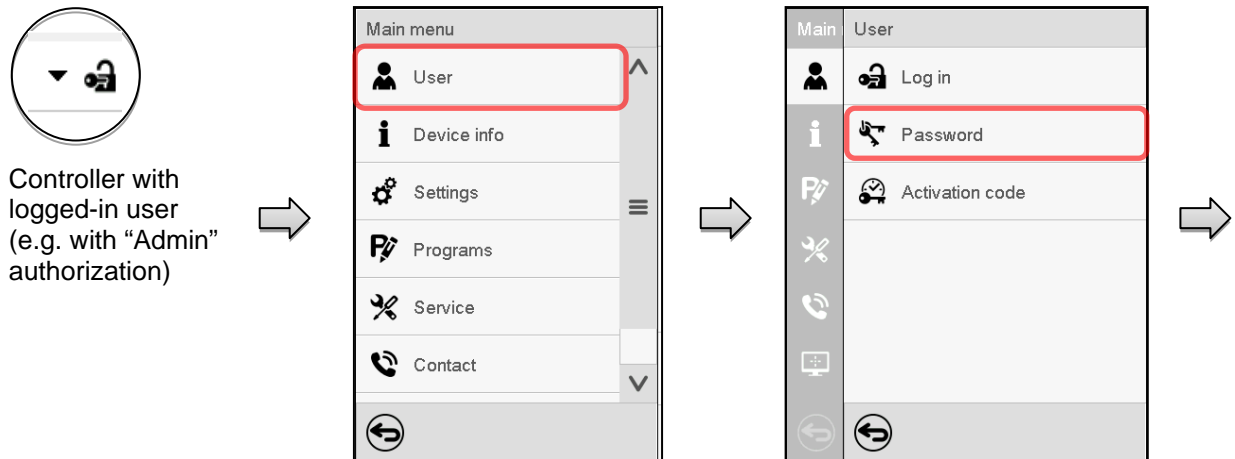 Controller with
logged-in user
(e.g. with “Admin”
authorization)
Main menu
User
Device info
Settings
Programs
Service
Contact
Main
User
Log in
Password
Activation code